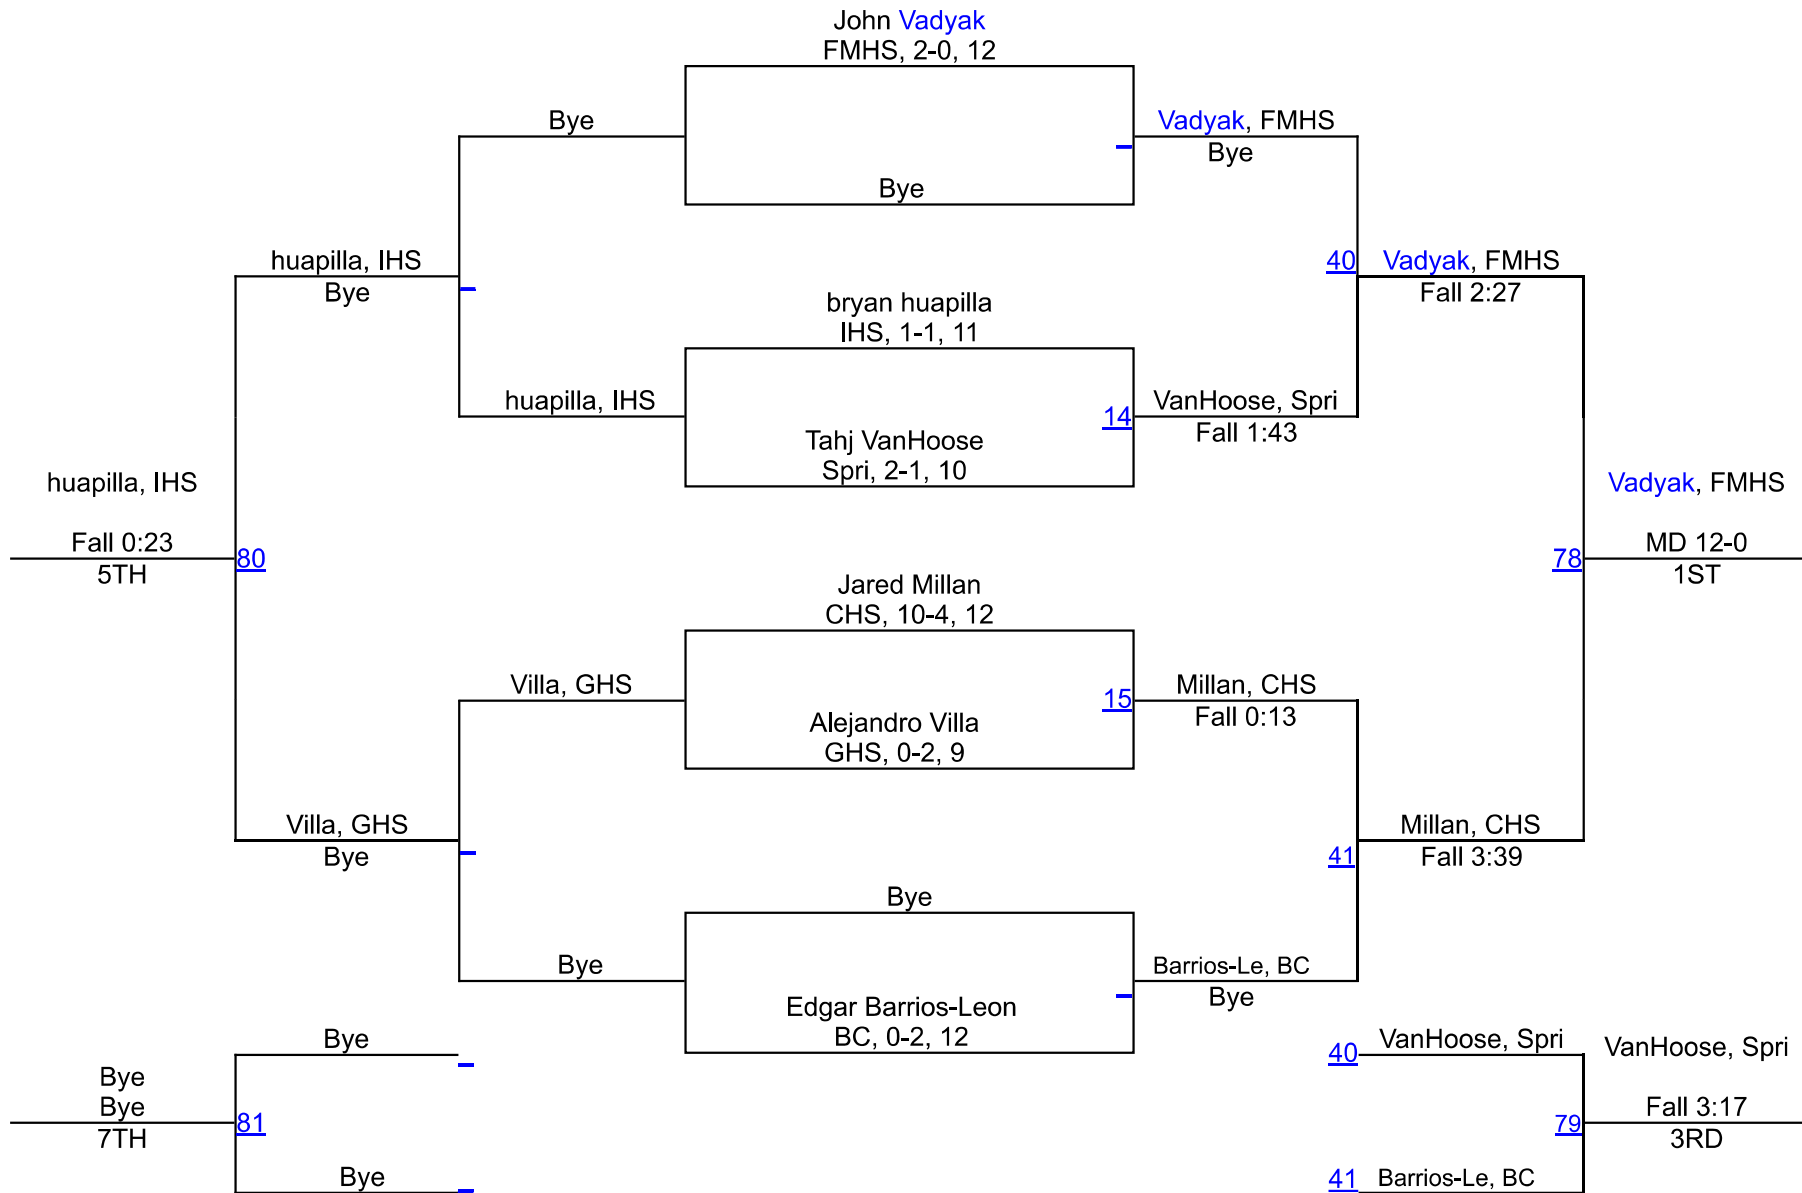 John Vadyak
FMHS, 2-0, 12
Bye
Vadyak, FMHS
Bye
Bye
huapilla, IHS
Bye
40
Vadyak, FMHS
Fall 2:27
bryan huapilla
IHS, 1-1, 11
huapilla, IHS
14
VanHoose, Spri
Fall 1:43
Tahj VanHoose
Spri, 2-1, 10
huapilla, IHS
Fall 0:23
5TH
80
Vadyak, FMHS
78
MD 12-0
1ST
Jared Millan
CHS, 10-4, 12
Villa, GHS
15
Millan, CHS
Fall 0:13
Alejandro Villa
GHS, 0-2, 9
Villa, GHS
Bye
41
Millan, CHS
Fall 3:39
Bye
Bye
Barrios-Le, BC
Bye
Edgar Barrios-Leon
BC, 0-2, 12
Bye
Bye
Bye
7TH
81
Bye
40
VanHoose, Spri
VanHoose, Spri
79
Fall 3:17
3RD
41
Barrios-Le, BC